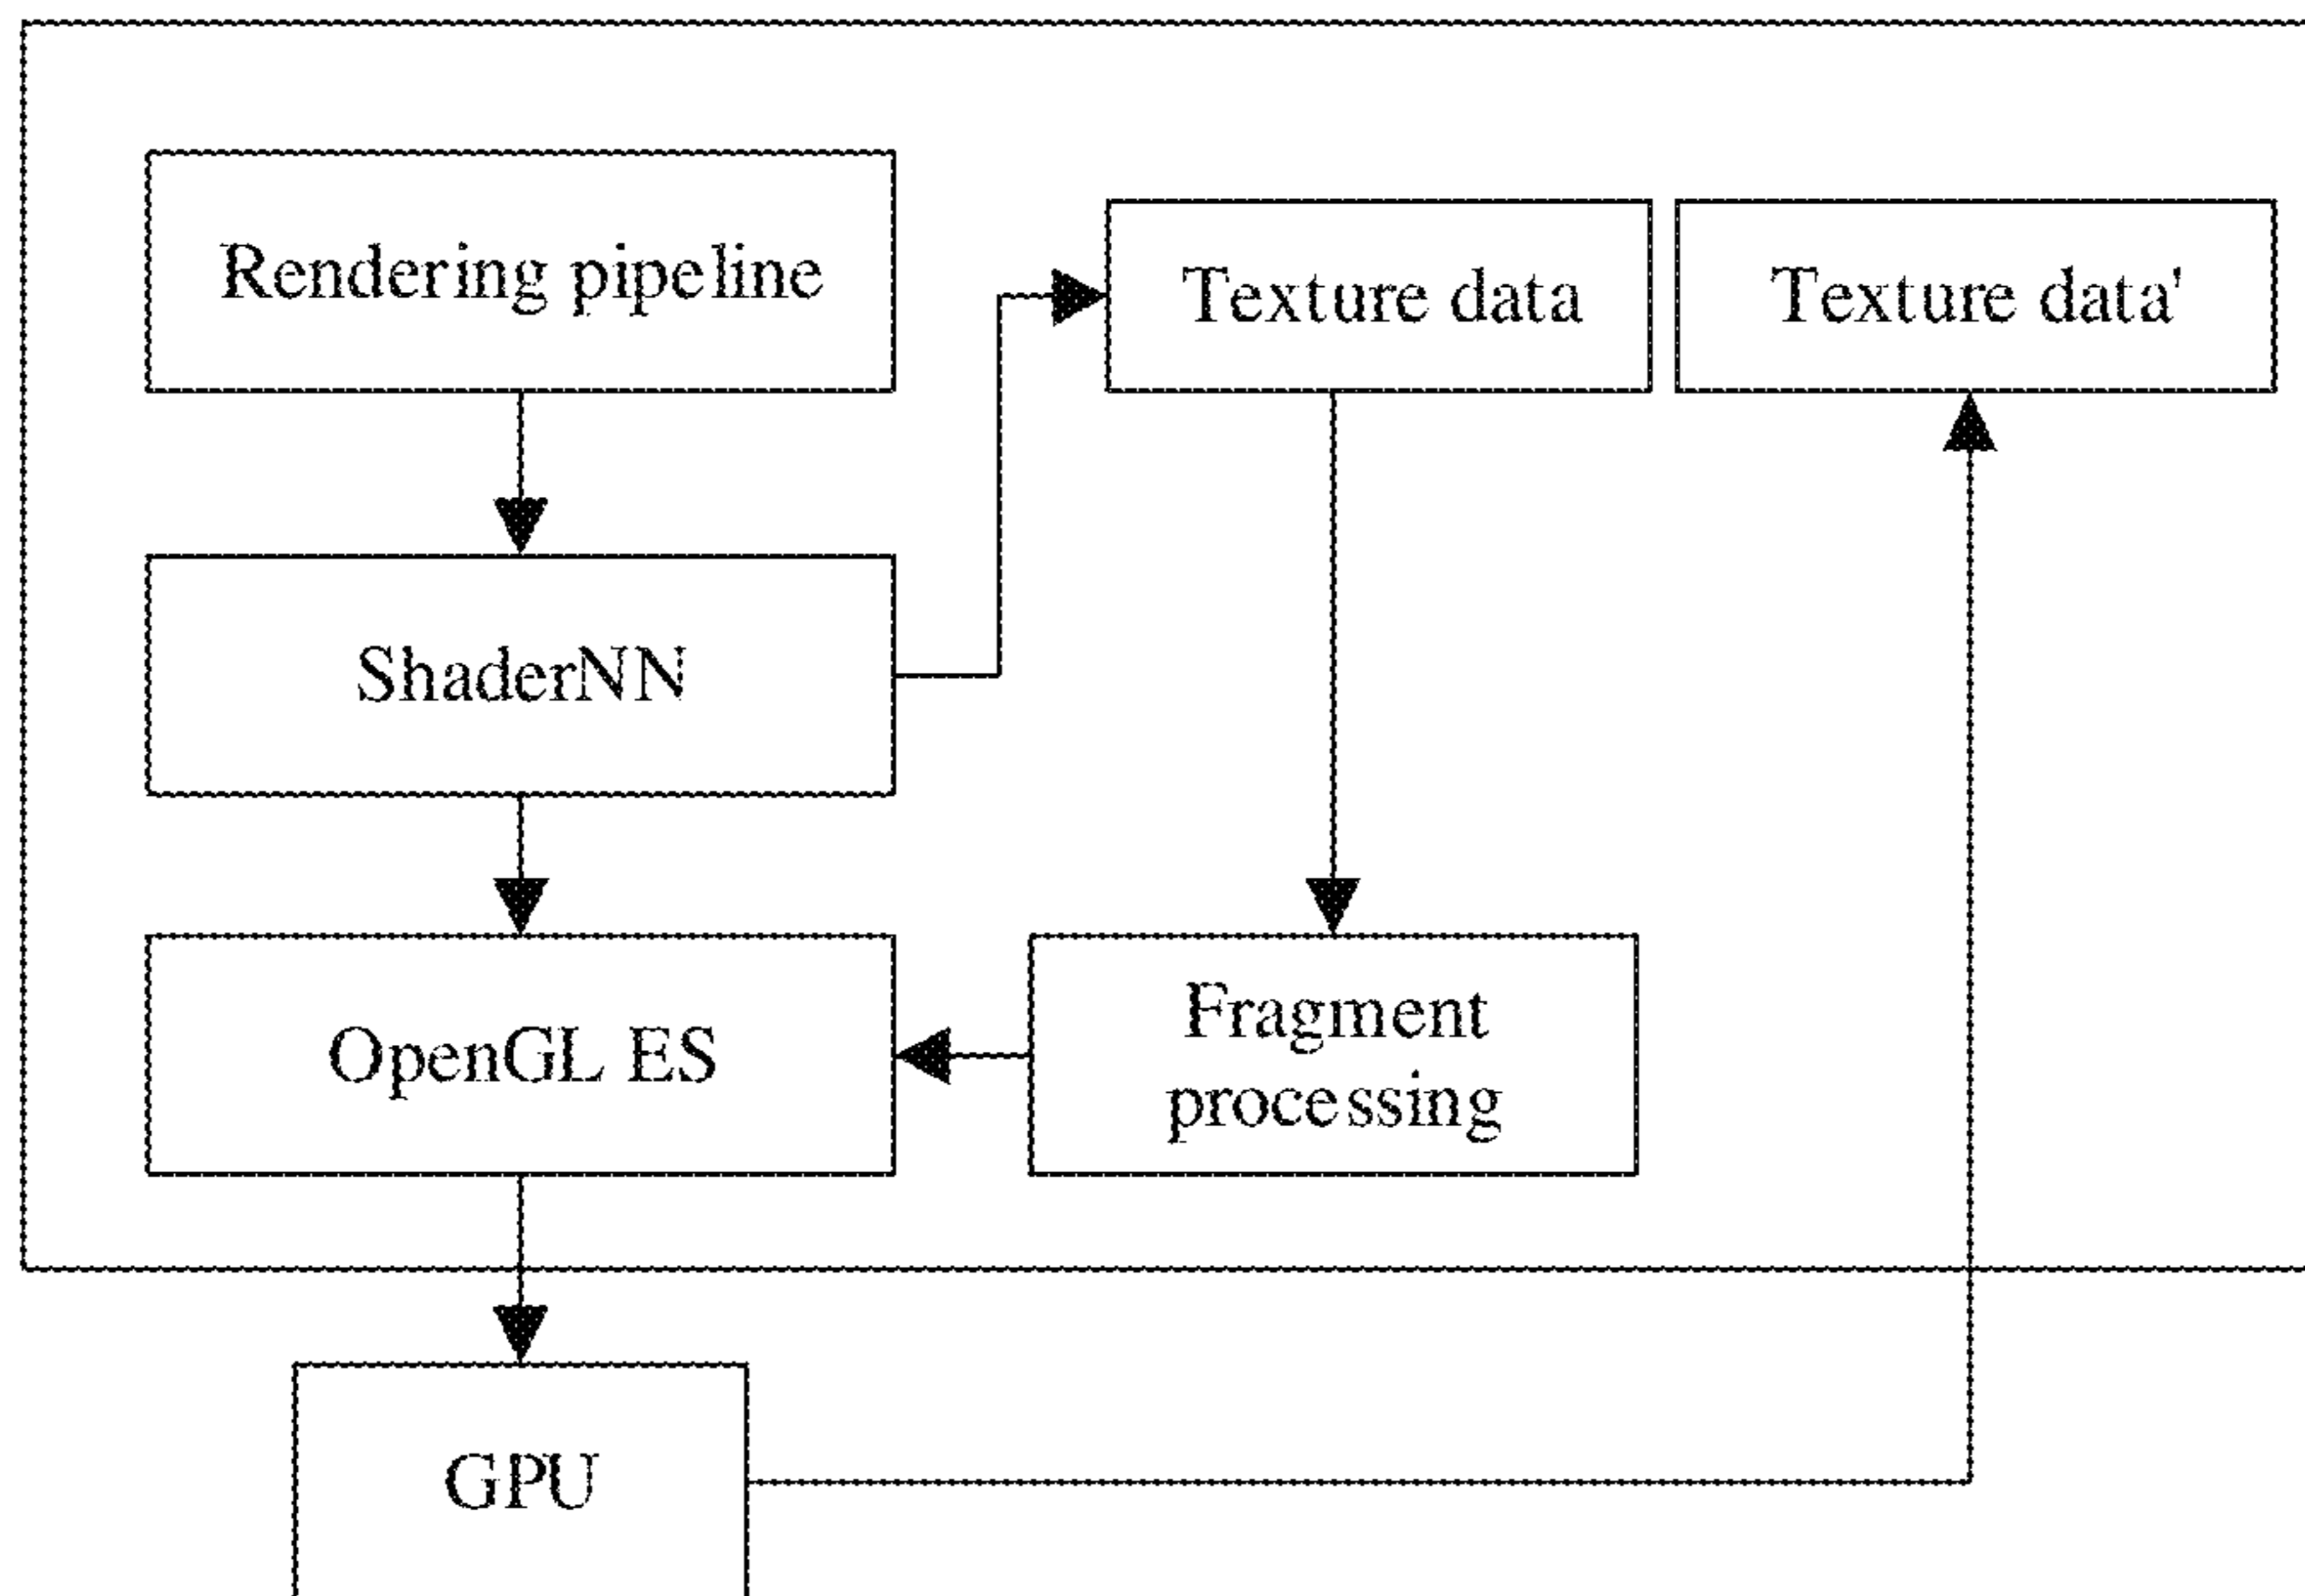 Rendering pipeline
Texture data
Texture data'
ShaderNN
OpenGL ES
Fragment
processing
GPU